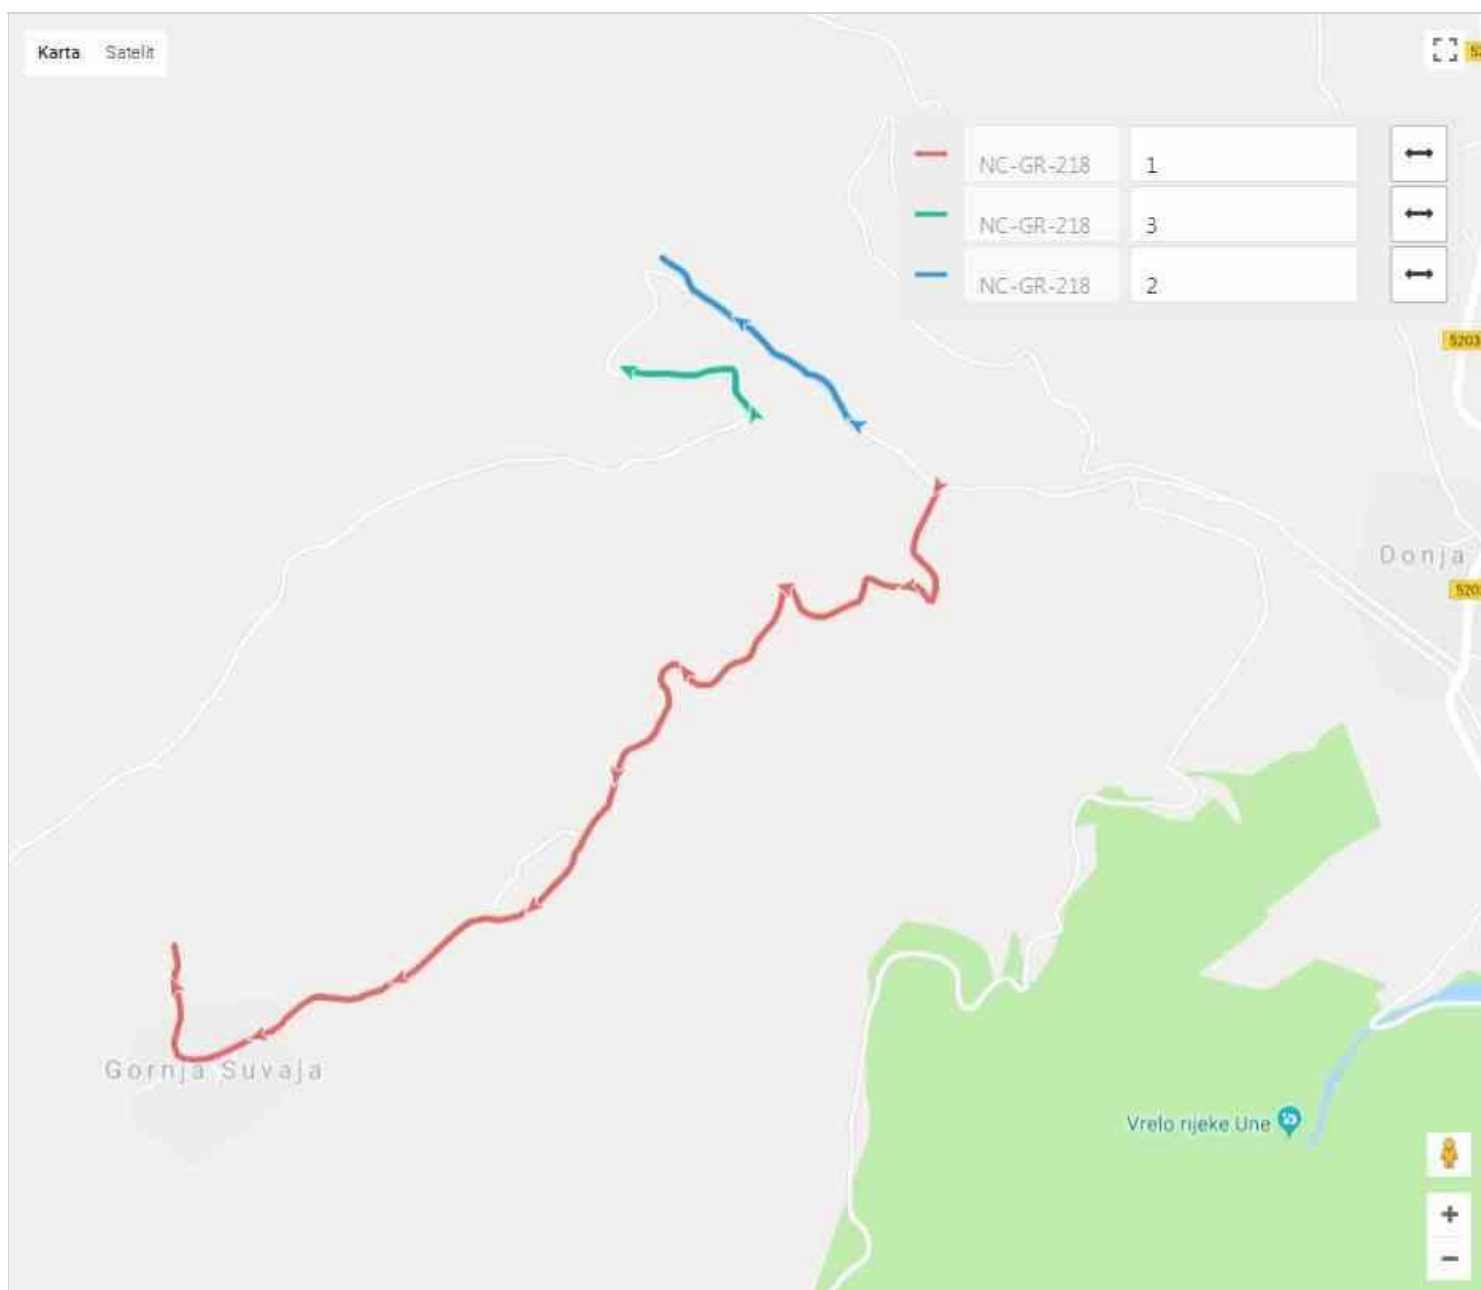 Karta Satelit
NC-GR-218 1
NC-GR-218 3
NC-GR-218 2
5203
Donja
Gornja Suvaja
Vrelo rijeke Une
+
−